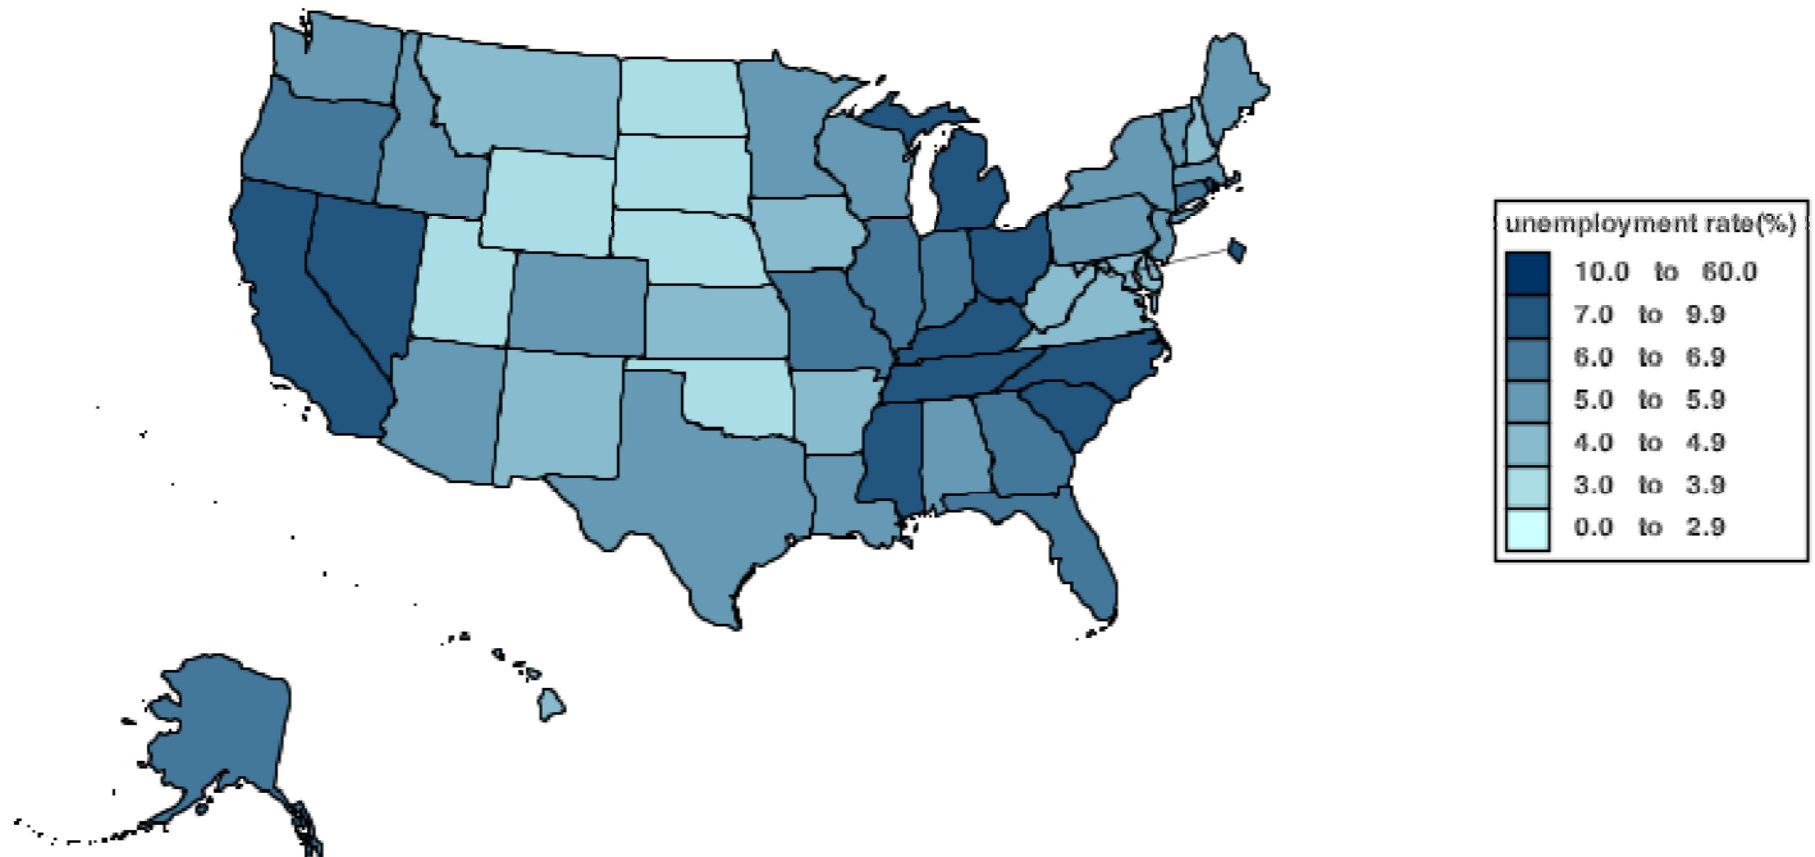 unemployment rate(%)
10.0 to 60.0
7.0 to 9.9
6.0 to 6.9
5.0 to 5.9
4.0 to 4.9
3.0 to 3.9
0.0 to 2.9